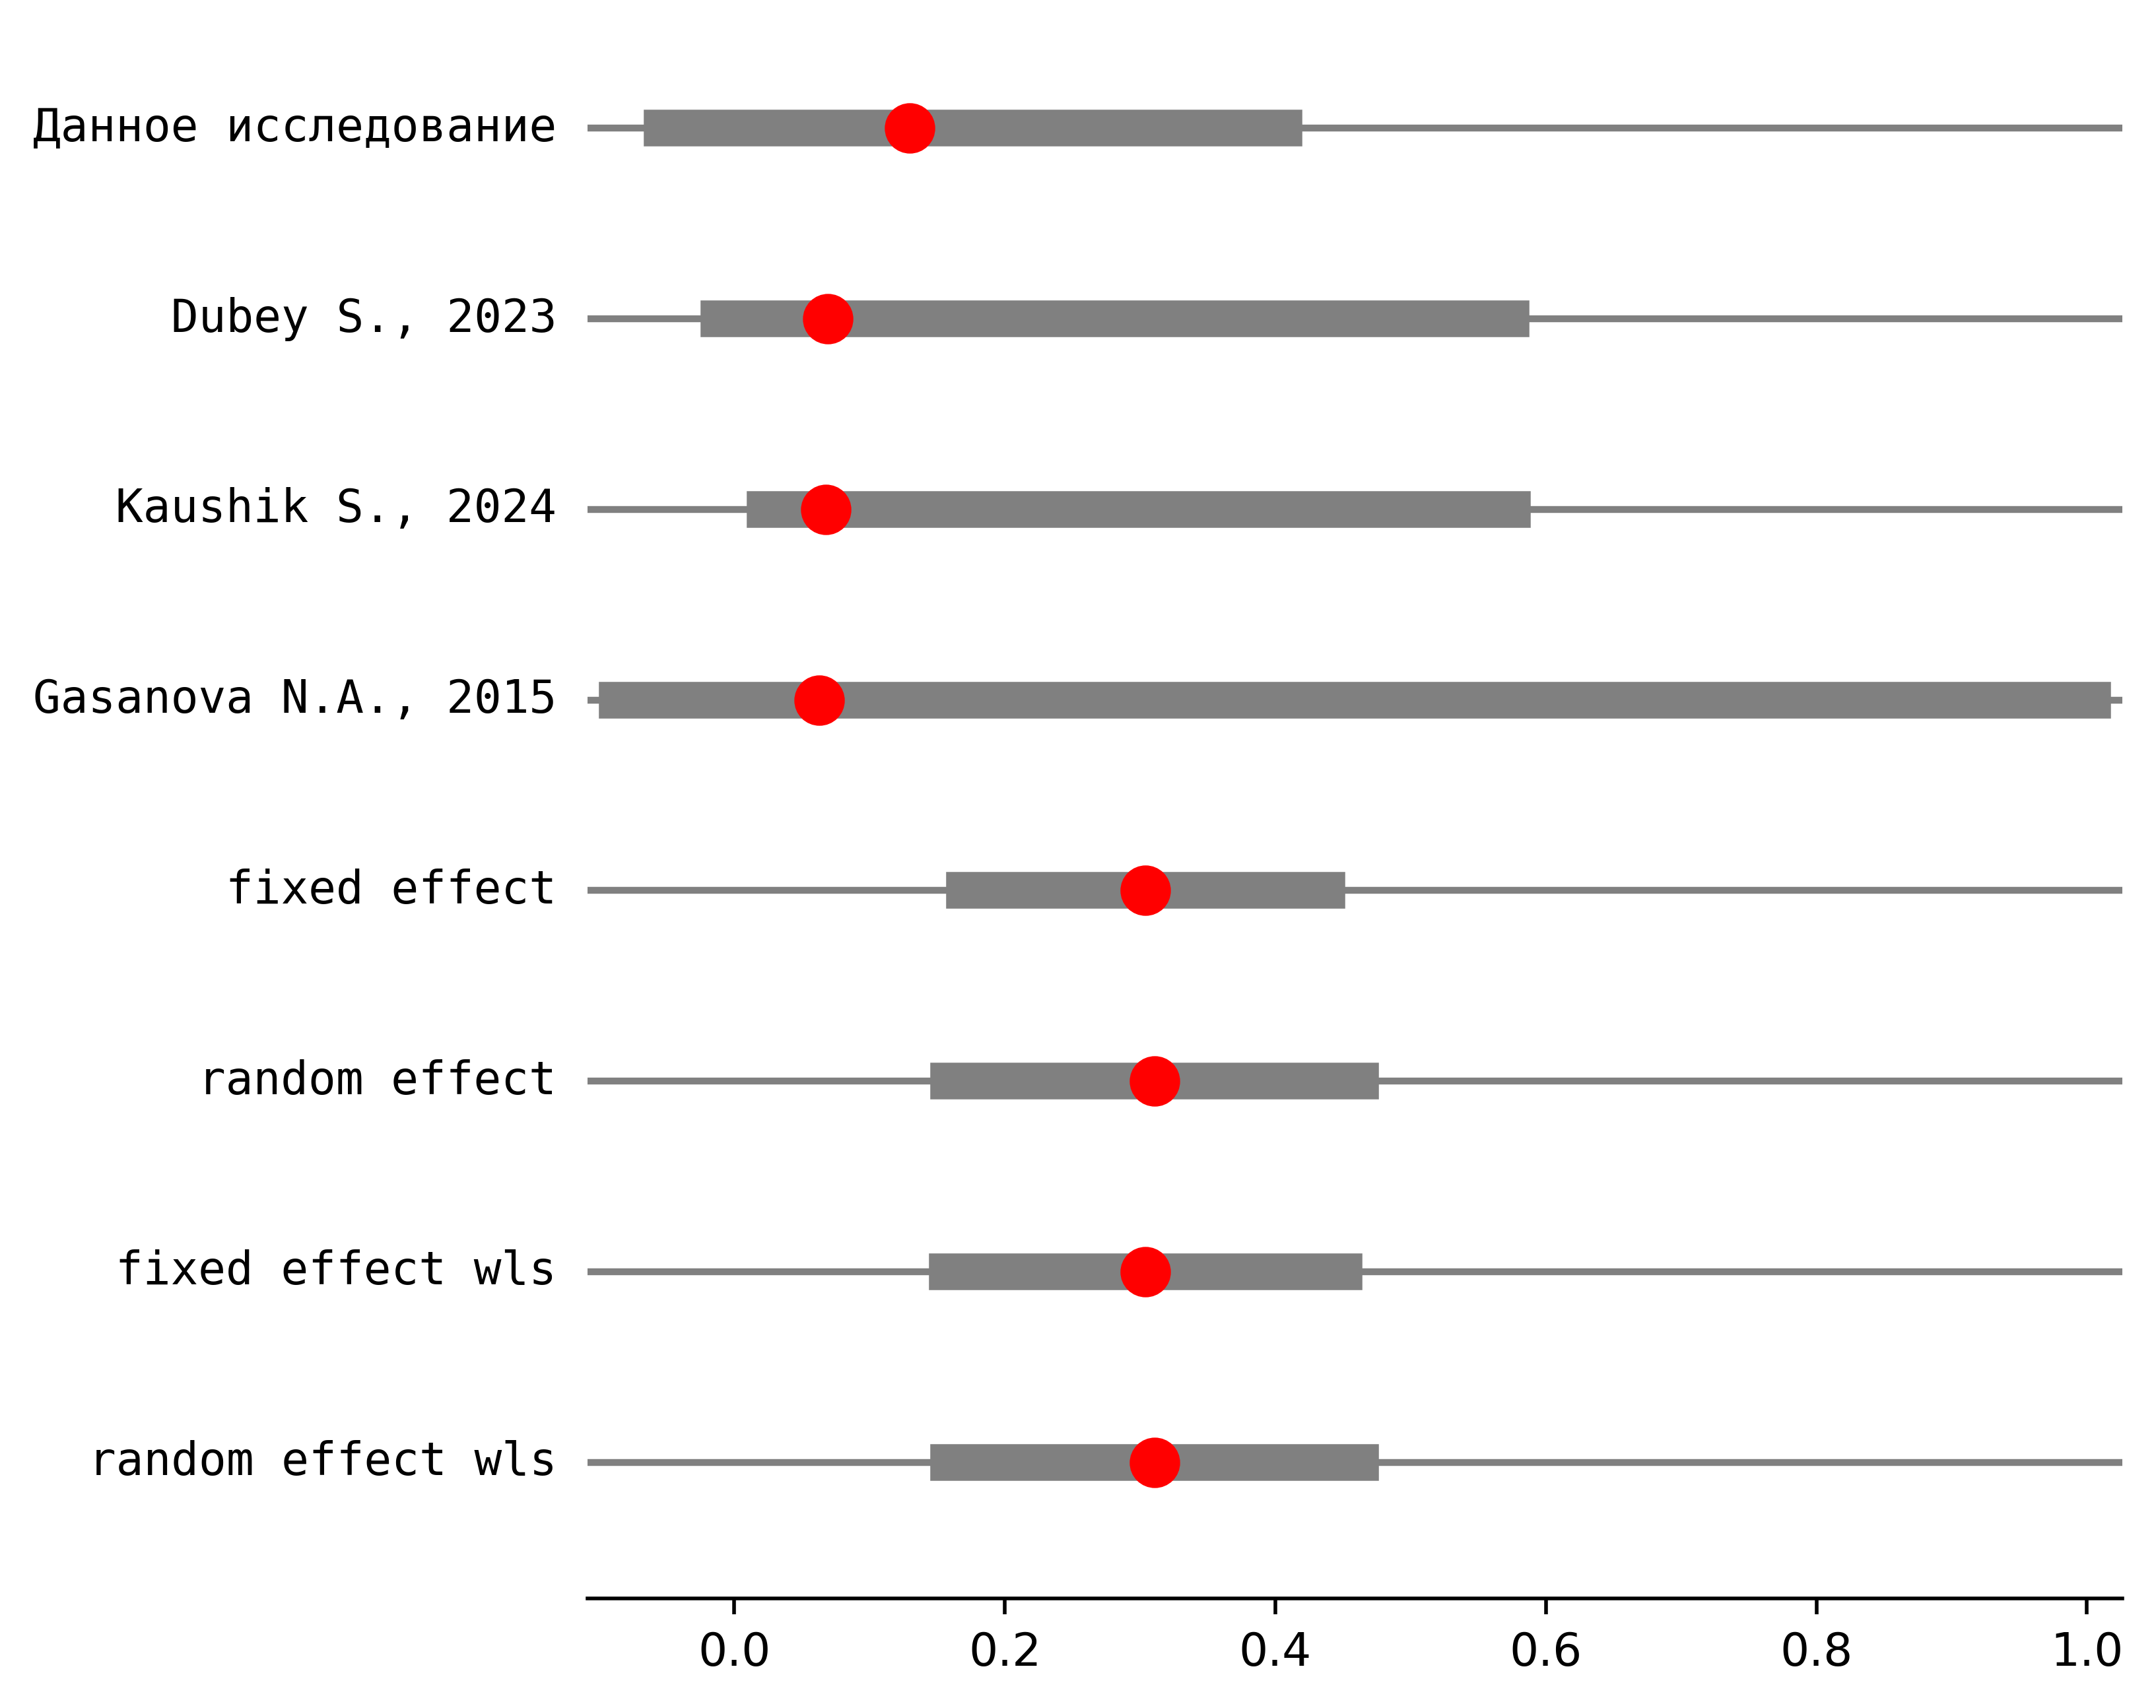 Данное исследование
Dubey S., 2023
Kaushik S., 2024
Gasanova N.A., 2015
fixed effect
random effect
fixed effect wls
random effect wls
0.0 0.2 0.4 0.6 0.8 1.0